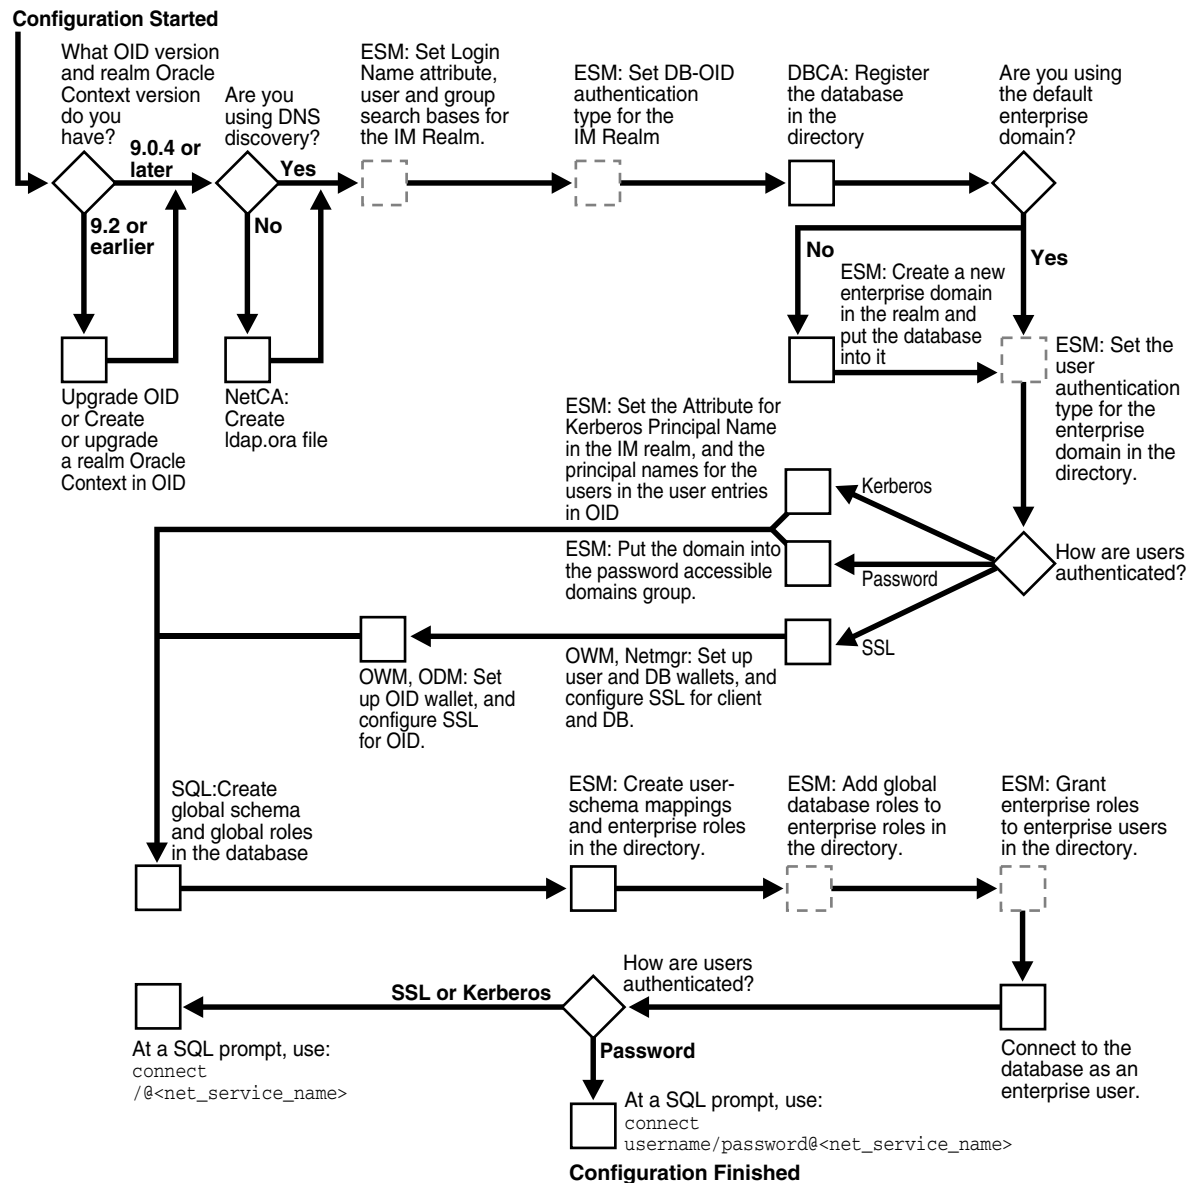 Configuration Started
What OID version
and realm Oracle
Context version
do you
have?
Are you
using DNS
discovery?
ESM: Set Login
Name attribute,
user and group
search bases for
the IM Realm.
ESM: Set DB-OID
authentication
type for the
IM Realm
DBCA: Register
the database
in the
directory
Are you using
the default
enterprise
domain?
9.0.4 or
later
Yes
9.2 or
earlier
No
No
Yes
ESM: Create a new
enterprise domain
in the realm and
put the database
into it
ESM: Set the
user
authentication
type for the
enterprise
domain in the
directory.
Upgrade OID
or Create
or upgrade
a realm Oracle
Context in OID
NetCA:
Create
ldap.ora file
ESM: Set the Attribute for
Kerberos Principal Name
in the IM realm, and the
principal names for the
users in the user entries
in OID
Kerberos
ESM: Put the domain into
the password accessible
domains group.
Password
How are users
authenticated?
SSL
OWM, Netmgr: Set up
user and DB wallets, and
configure SSL for client
and DB.
OWM, ODM: Set
up OID wallet, and
configure SSL
for OID.
SQL:Create
global schema
and global roles
in the database
ESM: Create user-
schema mappings
and enterprise roles
in the directory.
ESM: Add global
database roles to
enterprise roles in
the directory.
ESM: Grant
enterprise roles
to enterprise users
in the directory.
How are users
authenticated?
SSL or Kerberos
Password
Connect to the
database as an
enterprise user.
At a SQL prompt, use:
connect
/@<net_service_name>
At a SQL prompt, use:
connect
username/password@<net_service_name>
Configuration Finished